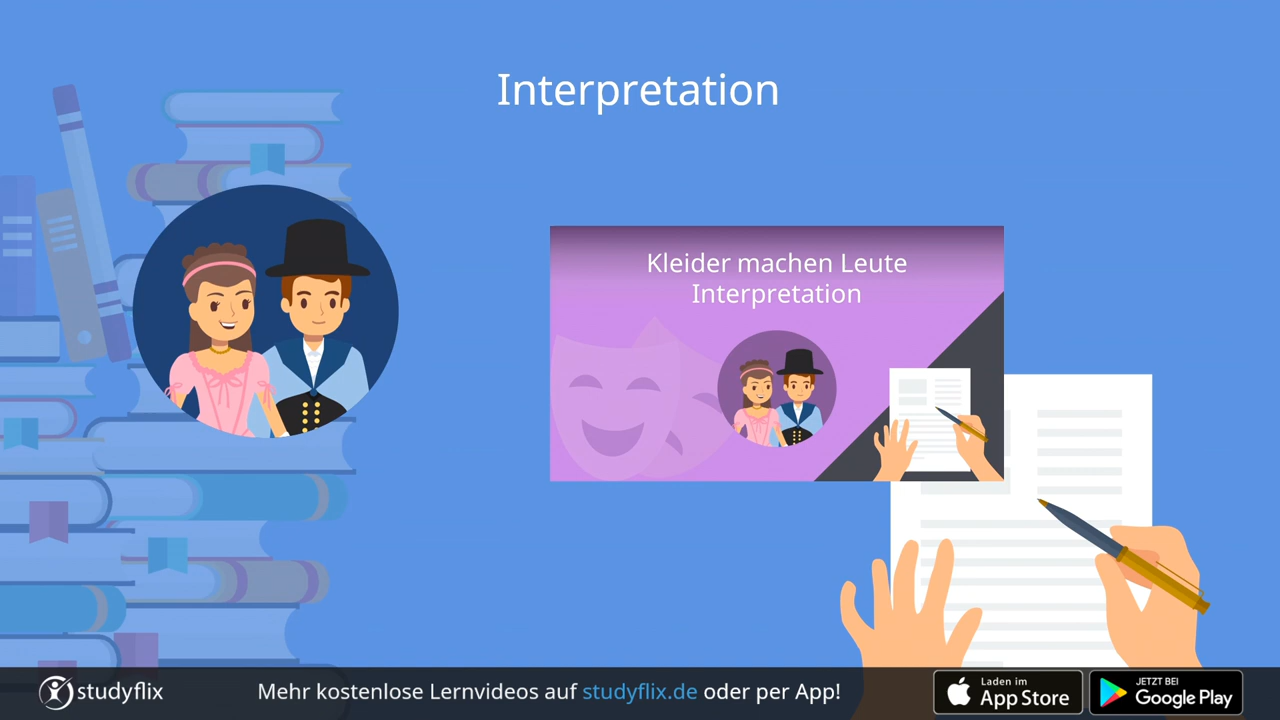 Interpretation
Kleider machen Leute
Interpretation
studyflix
Mehr kostenlose Lernvideos auf studyflix.de oder per App!
Laden im
App Store
JETZT BEI
Google Play